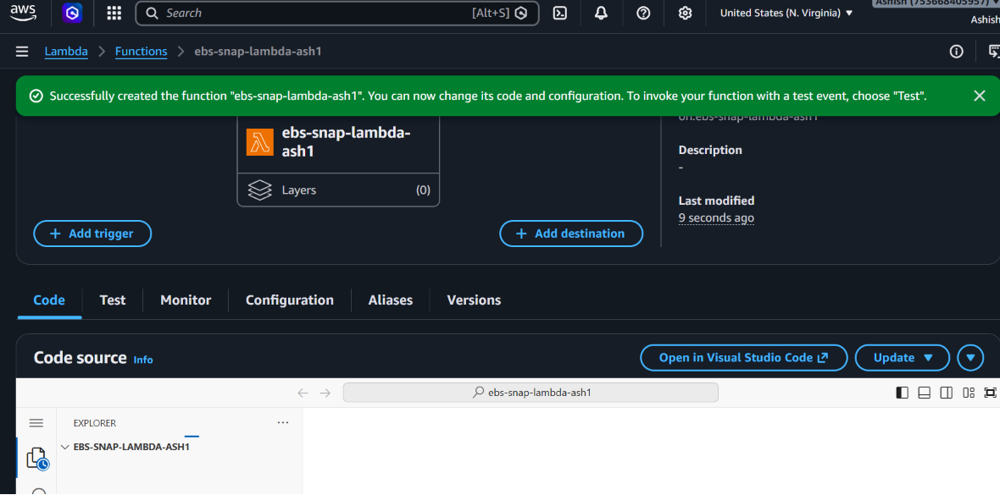 aws
Search [Alt+S]
United States (N. Virginia)
Ashish (753668405957)
Ashish
Lambda > Functions > ebs-snap-lambda-ash1
Successfully created the function "ebs-snap-lambda-ash1". You can now change its code and configuration. To invoke your function with a test event, choose "Test".
on:ebs-snap-lambda-ash1
ebs-snap-lambda-
ash1
Layers (0)
Description
-
Last modified
9 seconds ago
+ Add trigger
+ Add destination
Code Test Monitor Configuration Aliases Versions
Code source Info
Open in Visual Studio Code
Update
ebs-snap-lambda-ash1
EXPLORER ...
EBS-SNAP-LAMBDA-ASH1